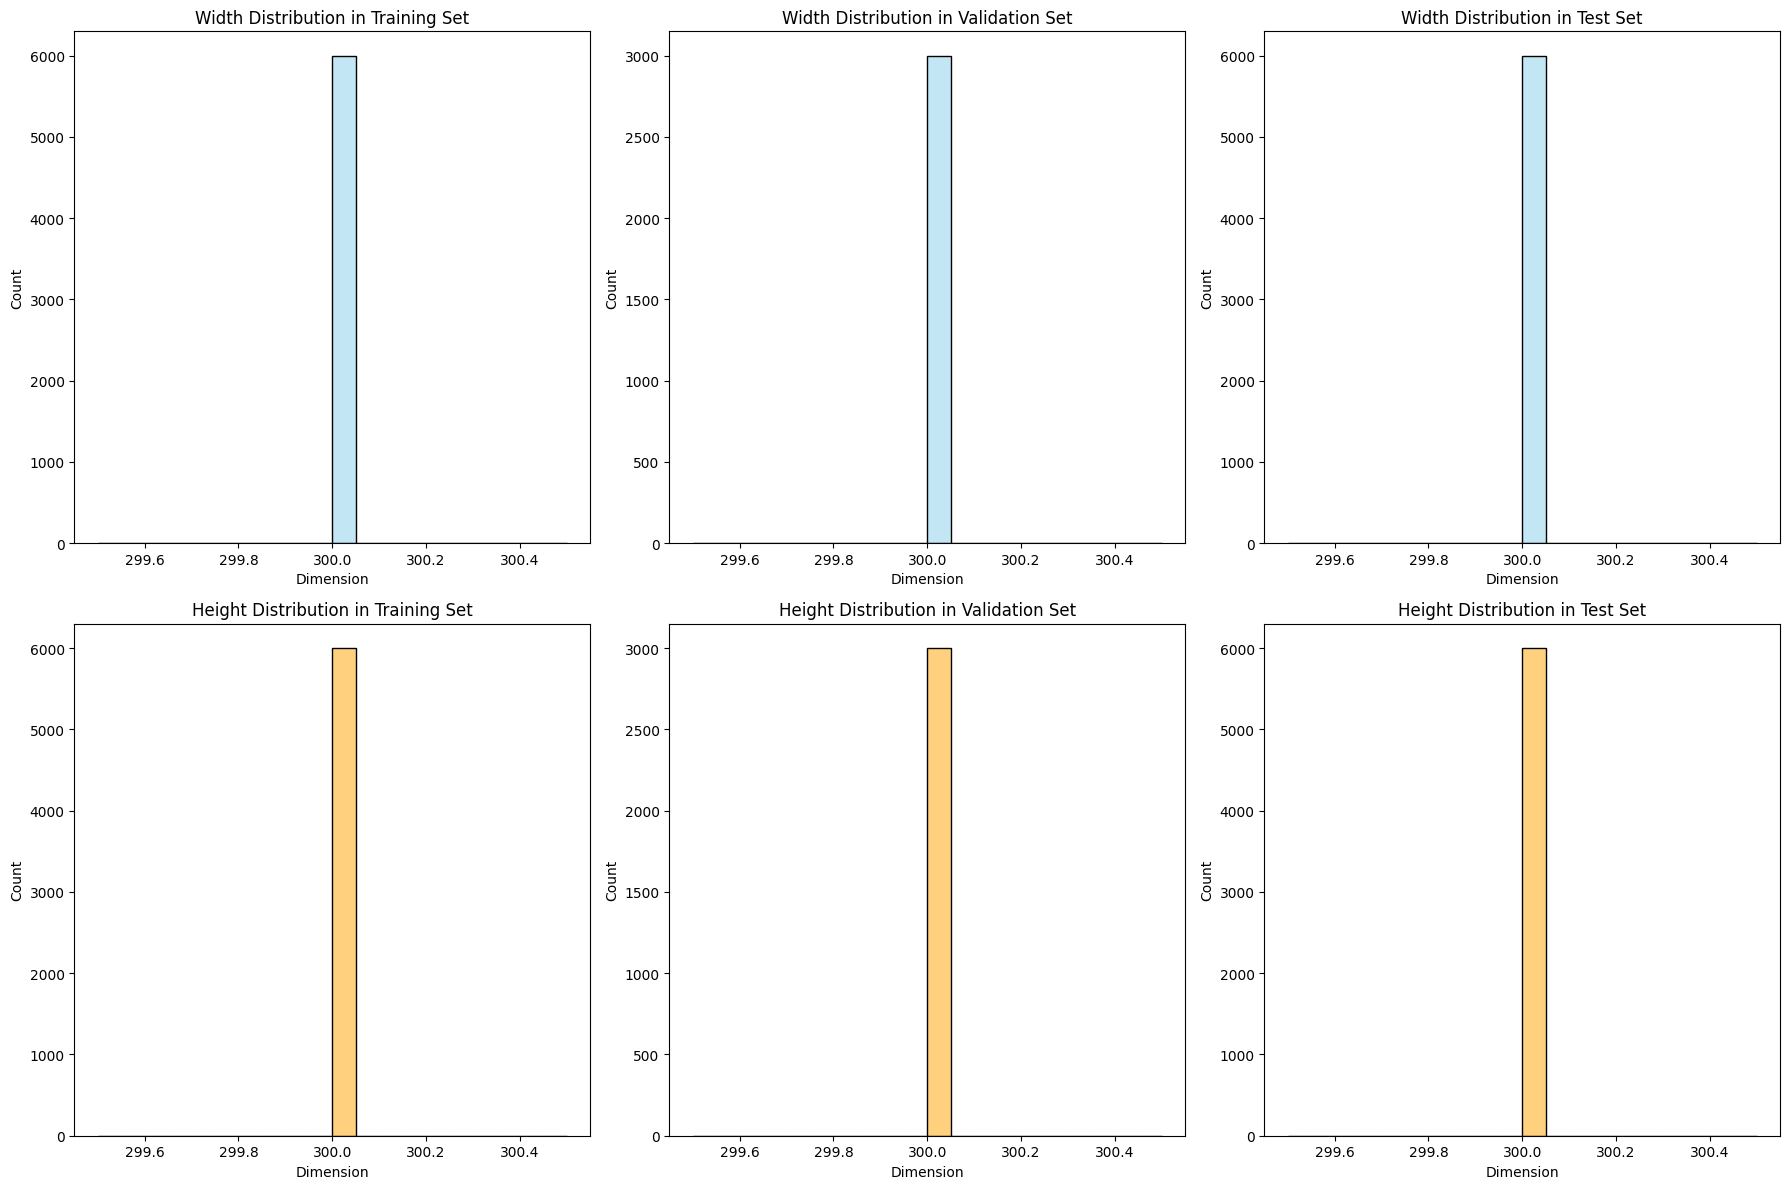 Width Distribution in Training Set
6000
5000
4000
3000
2000
1000
0
Count
299.6 299.8 300.0 300.2 300.4
Dimension
Width Distribution in Validation Set
3000
2500
2000
1500
1000
500
0
Count
299.6 299.8 300.0 300.2 300.4
Dimension
Width Distribution in Test Set
6000
5000
4000
3000
2000
1000
0
Count
299.6 299.8 300.0 300.2 300.4
Dimension
Height Distribution in Training Set
6000
5000
4000
3000
2000
1000
0
Count
299.6 299.8 300.0 300.2 300.4
Dimension
Height Distribution in Validation Set
3000
2500
2000
1500
1000
500
0
Count
299.6 299.8 300.0 300.2 300.4
Dimension
Height Distribution in Test Set
6000
5000
4000
3000
2000
1000
0
Count
299.6 299.8 300.0 300.2 300.4
Dimension